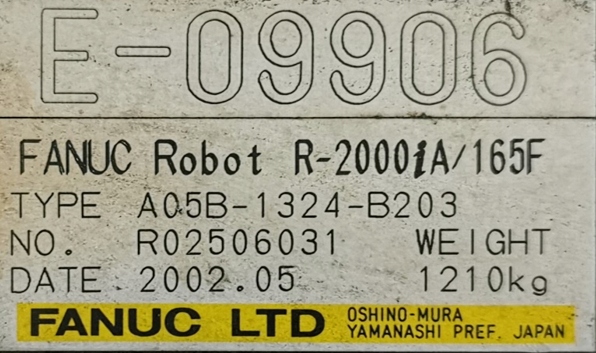 E-09906
FANUC Robot R-2000iA/165F
TYPE A05B-1324-B203
NO. R02506031 WEIGHT
DATE 2002.05 1210kg
FANUC LTD OSHINO-MURA
YAMANASHI PREF. JAPAN